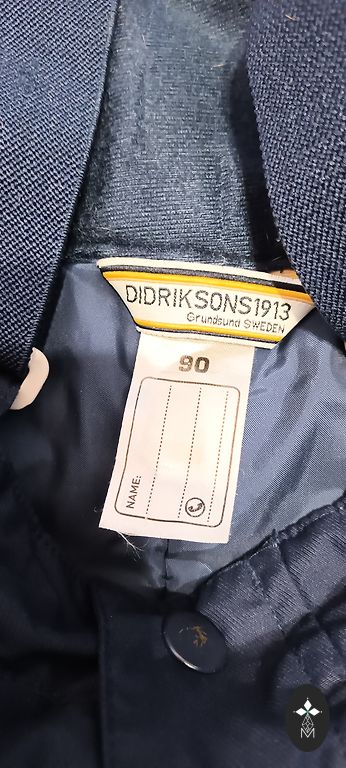 DIDRIKSONS1913
Grundsund SWEDEN
90
NAME:
M